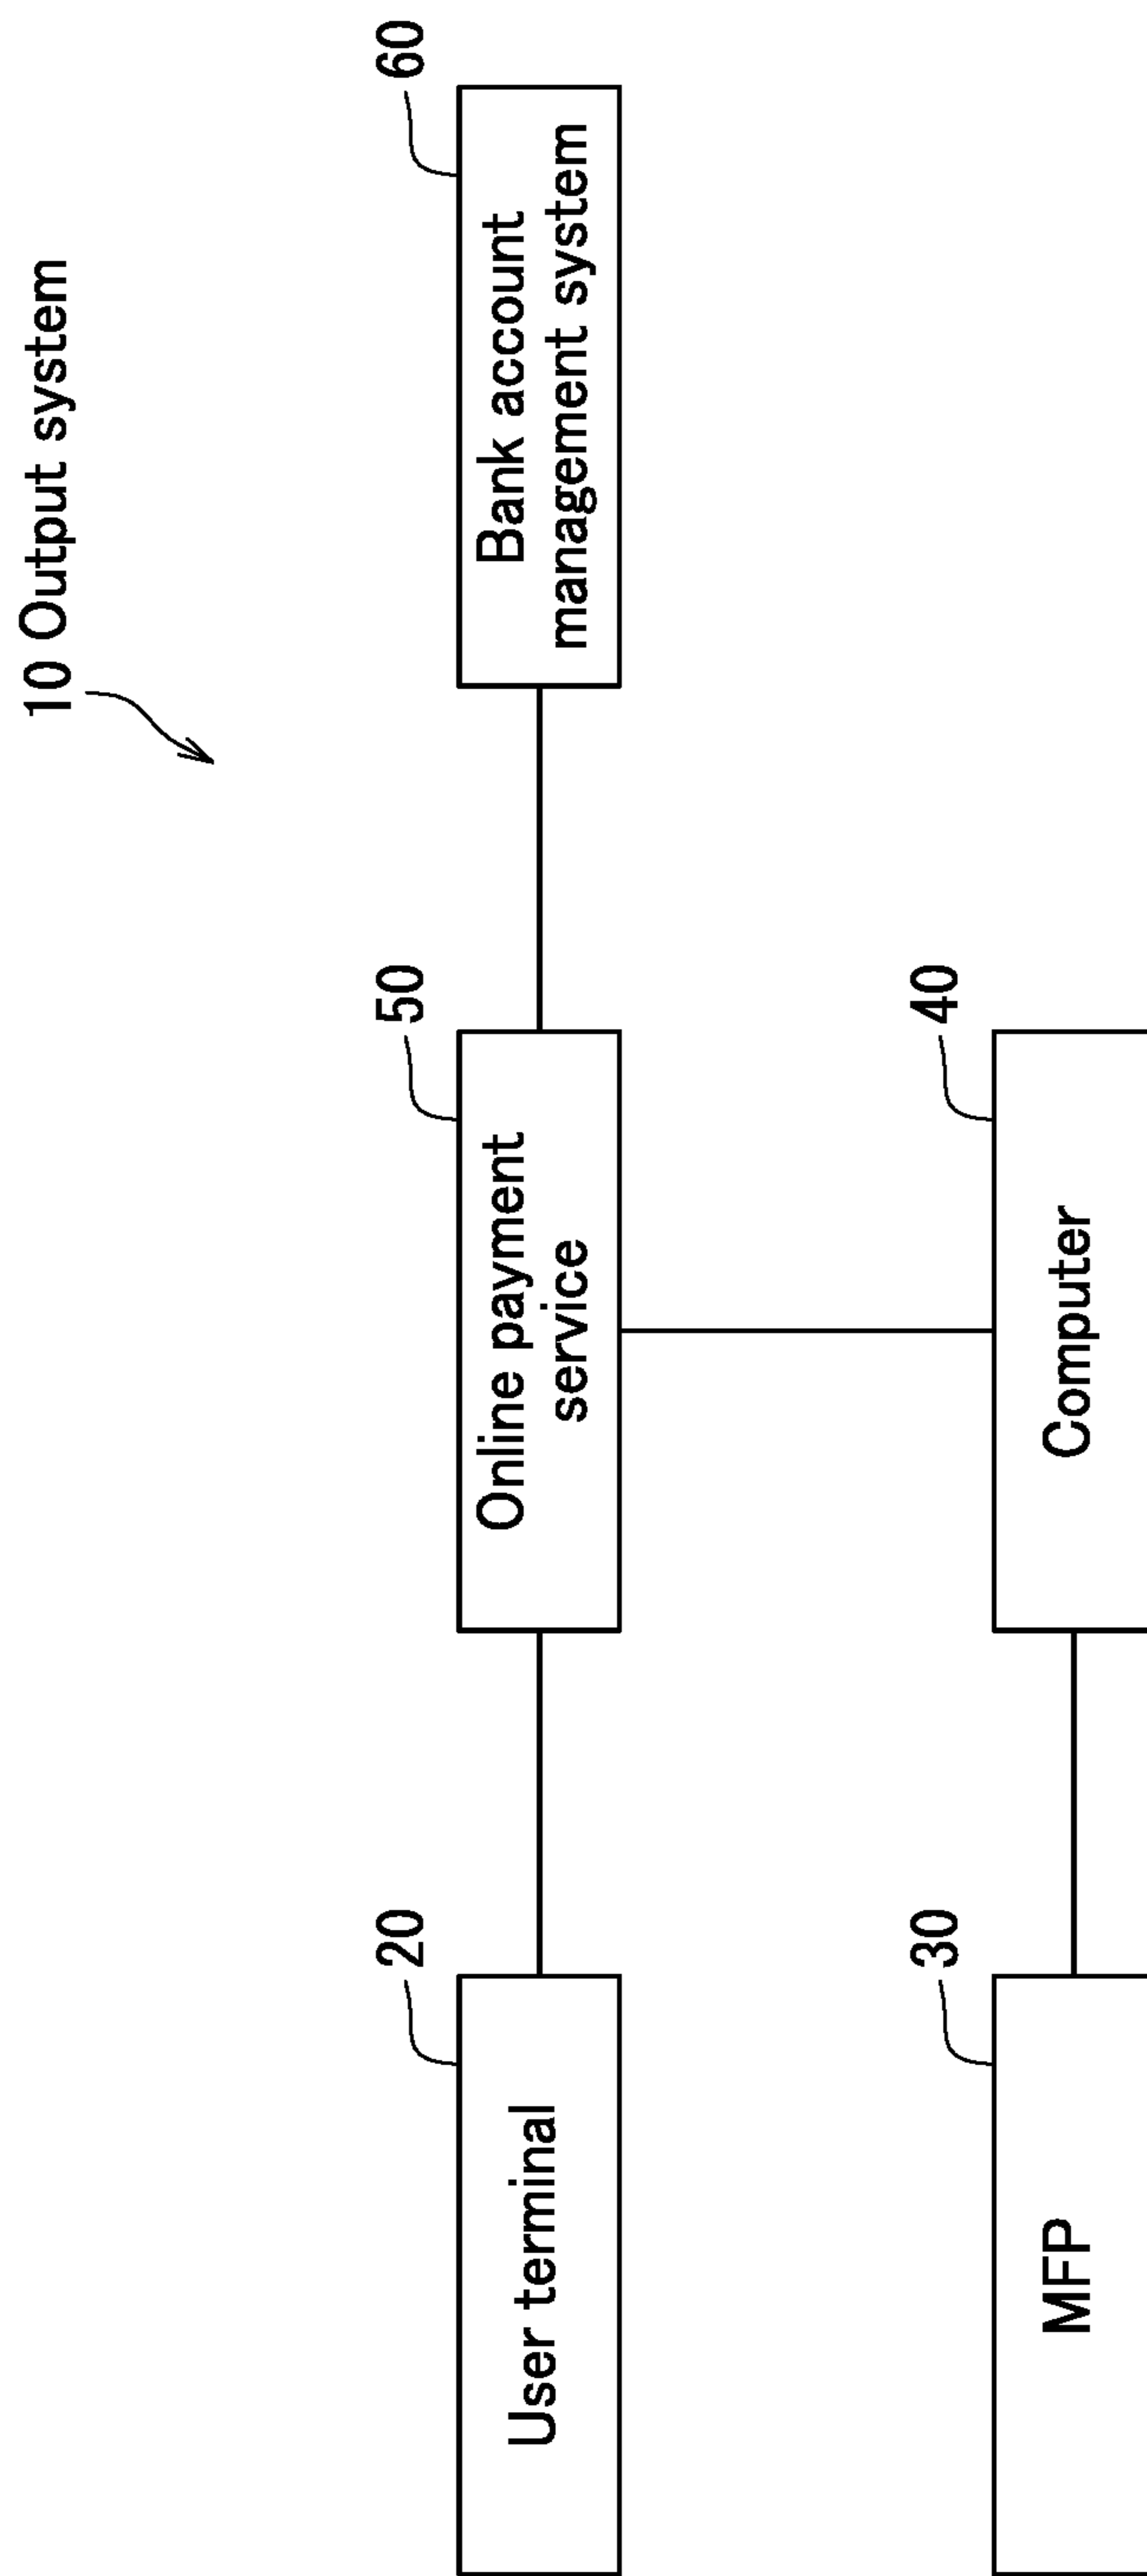 10 Output system
20
User terminal
50
Online payment
service
60
Bank account
management system
30
MFP
40
Computer